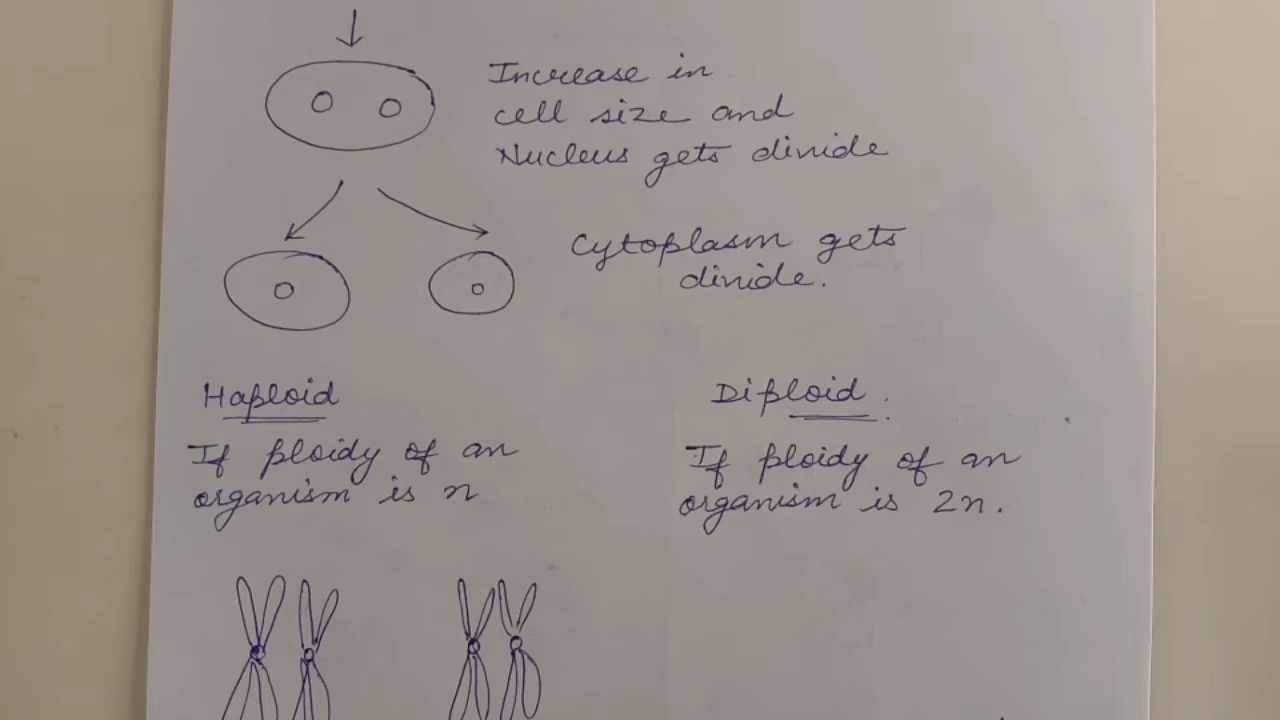 Increase in
cell size and
Nucleus gets divide
Cytoplasm gets
divide.
Haploid
If ploidy of an
organism is n
Diploid.
If ploidy of an
organism is 2n.